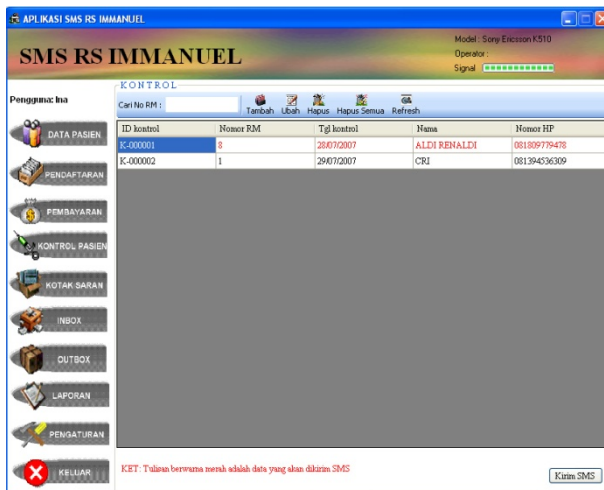 APLIKASI SMS RS IMMANUEL
SMS RS IMMANUEL
Model : Sony Ericsson K510
Operator :
Signal
Pengguna: Ina
KONTROL
Cari No RM :
Tambah Ubah Hapus Hapus Semua Refresh
ID kontrol Nomor RM Tgl kontrol Nama Nomor HP
K-000001 8 28/07/2007 ALDI RENALDI 081809779478
K-000002 1 29/07/2007 CRI 081394536309
DATA PASIEN
PENDAFTARAN
PEMBAYARAN
KONTROL PASIEN
KOTAK SARAN
INBOX
OUTBOX
LAPORAN
PENGATURAN
KELUAR
KET : Tulisan berwarna merah adalah data yang akan dikirim SMS
Kirim SMS